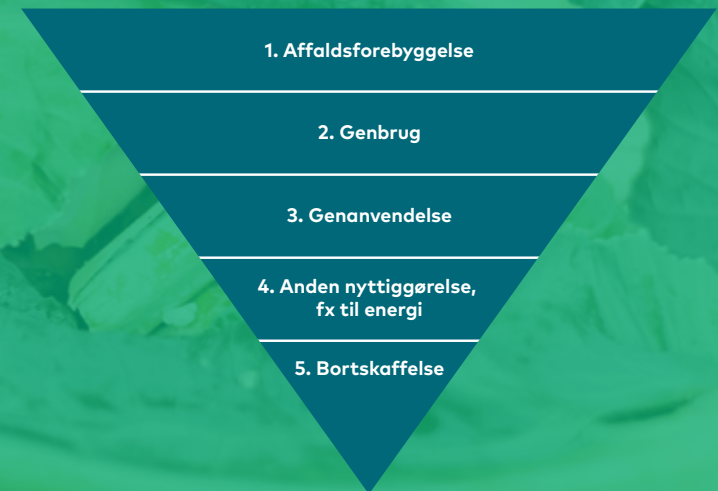 1. Affaldsforebyggelse
2. Genbrug
3. Genanvendelse
4. Anden nyttiggørelse,
fx til energi
5. Bortskaffelse